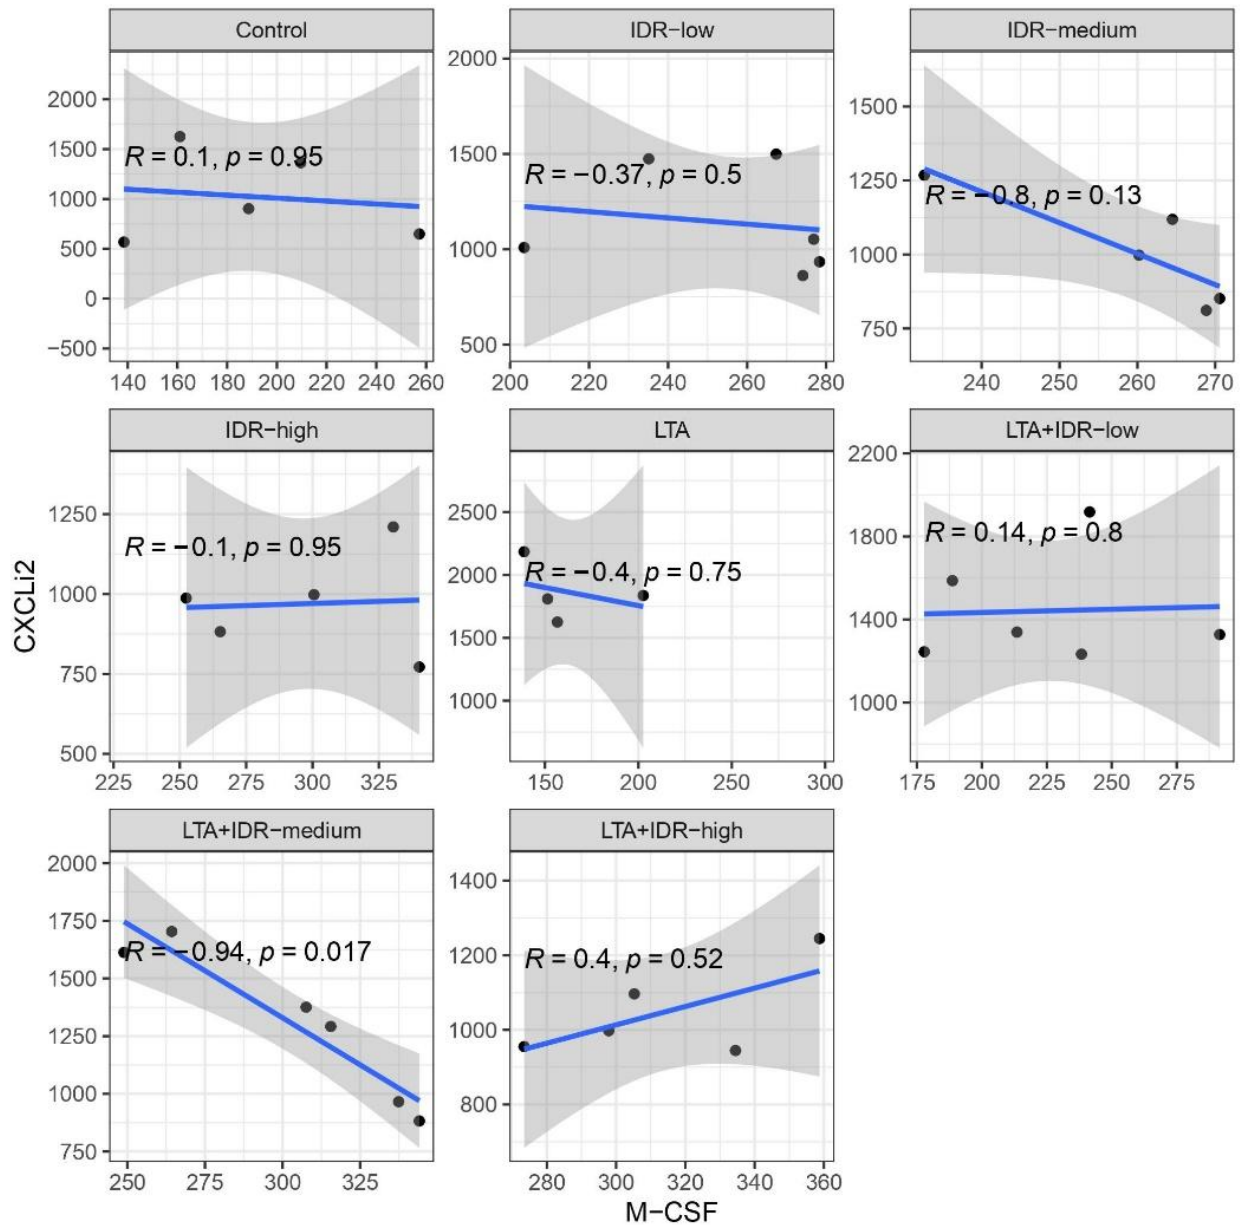 Control
IDR−low
IDR−medium
2000
1500
1000
500
0
−500
R = 0.1, p = 0.95
140 160 180 200 220 240 260
2000
1500
1000
500
R = −0.37, p = 0.5
200 220 240 260 280
1500
1250
1000
750
R = −0.8, p = 0.13
240 250 260 270
IDR−high
LTA
LTA+IDR−low
CXCLi2
1250
1000
750
500
R = −0.1, p = 0.95
225 250 275 300 325
2500
2000
1500
1000
R = −0.4, p = 0.75
150 200 250 300
2200
1800
1400
1000
R = 0.14, p = 0.8
175 200 225 250 275
LTA+IDR−medium
LTA+IDR−high
2000
1750
1500
1250
1000
750
R = −0.94, p = 0.017
250 275 300 325
1400
1200
1000
800
R = 0.4, p = 0.52
280 300 320 340 360
M−CSF